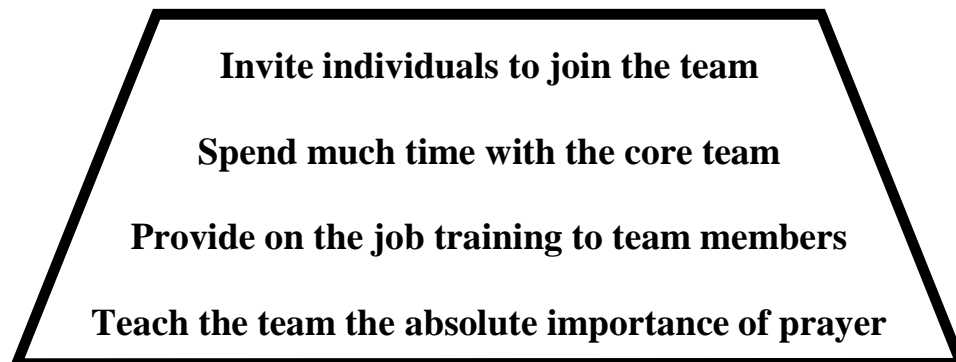 Invite individuals to join the team
Spend much time with the core team
Provide on the job training to team members
Teach the team the absolute importance of prayer